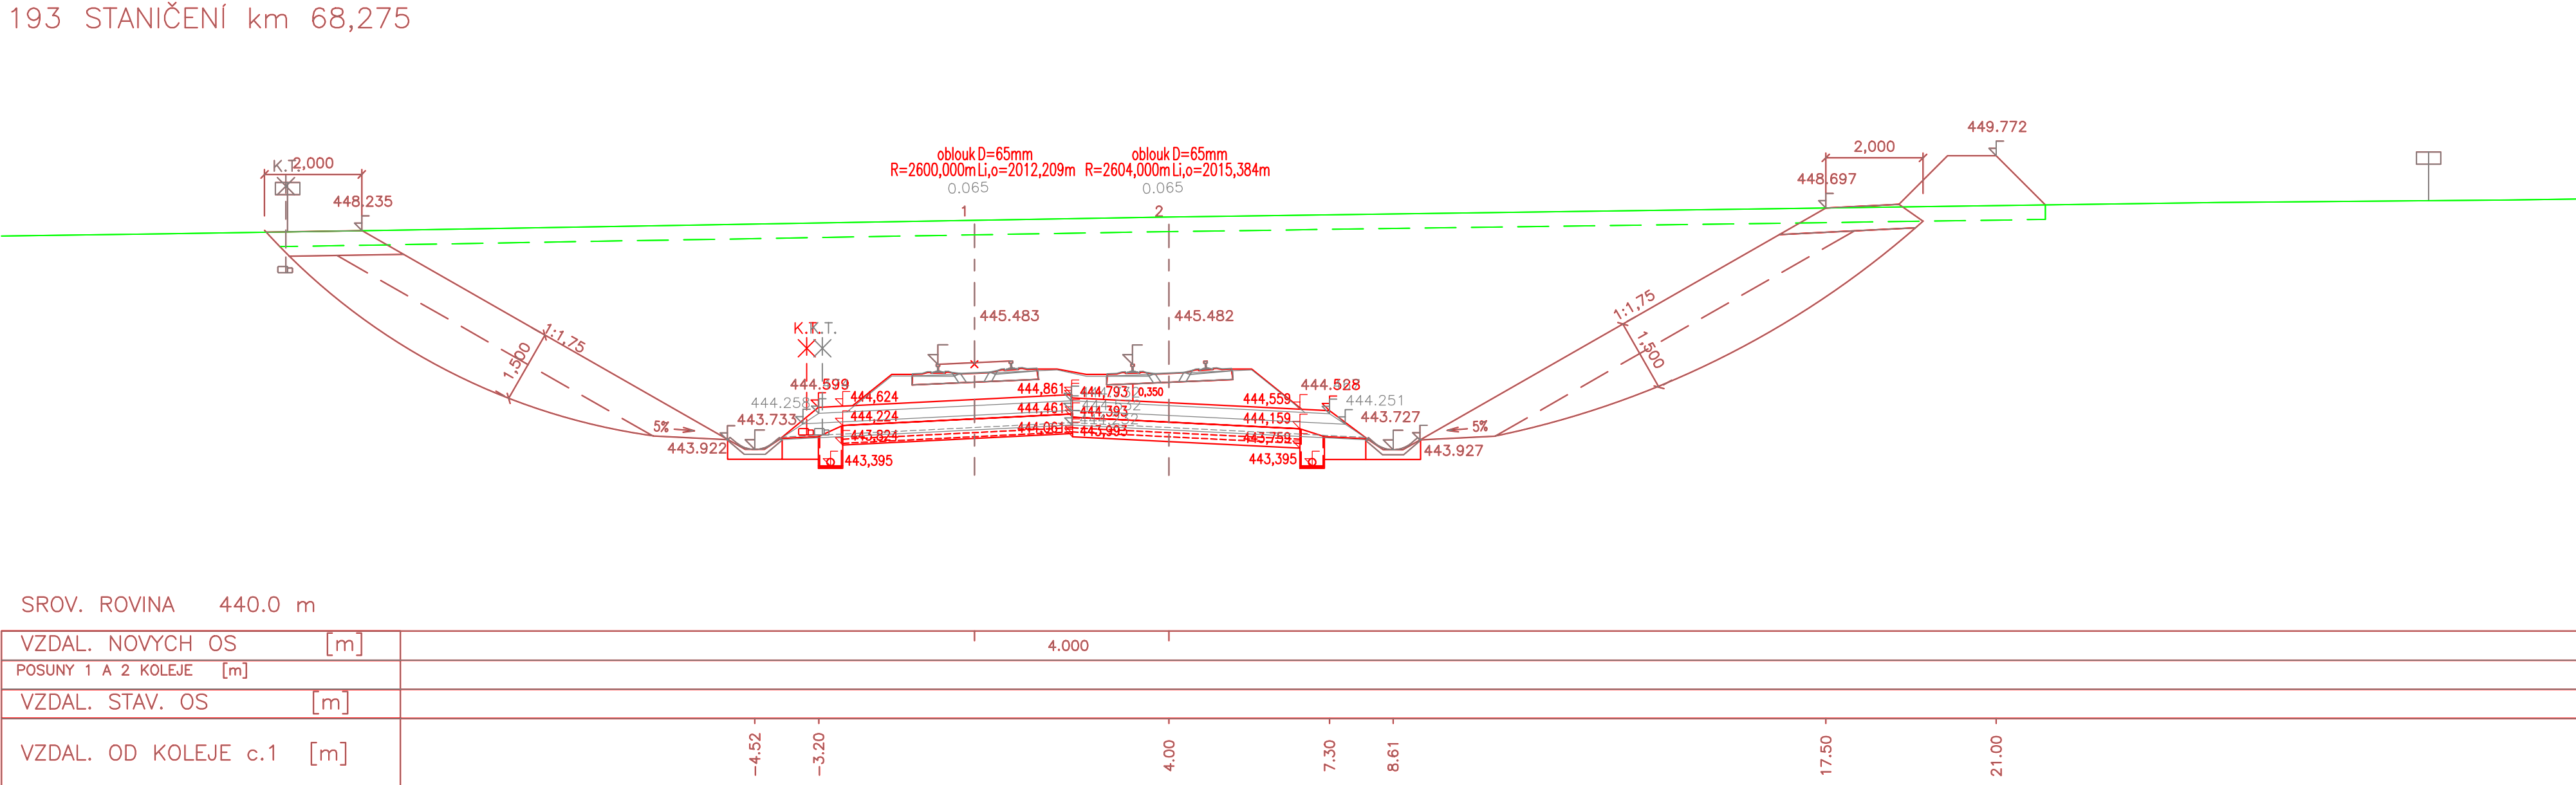 193 STANIČENÍ km 68,275
449.772
oblouk D=65mm oblouk D=65mm
R=2600,000m Li,o=2012,209m R=2604,000m Li,o=2015,384m
0.065 0.065
K.T. 2,000 2,000
448.235 448.697
1 2
445.483 445.482
1:1,75 1:1,75
1,500 1,500
K.T. K.T.
444.599 444.528
444,624 444,861 444,793 0,350 444,559
444.258 444.251
444,224 444,461 444,393 444,159
443.733 443.727
5% 5%
443,824 444,061 443,993 443,759
443.922 443.927
443,395 443,395
SROV. ROVINA 440.0 m
VZDAL. NOVYCH OS [m] 4.000
POSUNY 1 A 2 KOLEJE [m]
VZDAL. STAV. OS [m]
VZDAL. OD KOLEJE c.1 [m] -4.52 -3.20 4.00 7.30 8.61 17.50 21.00